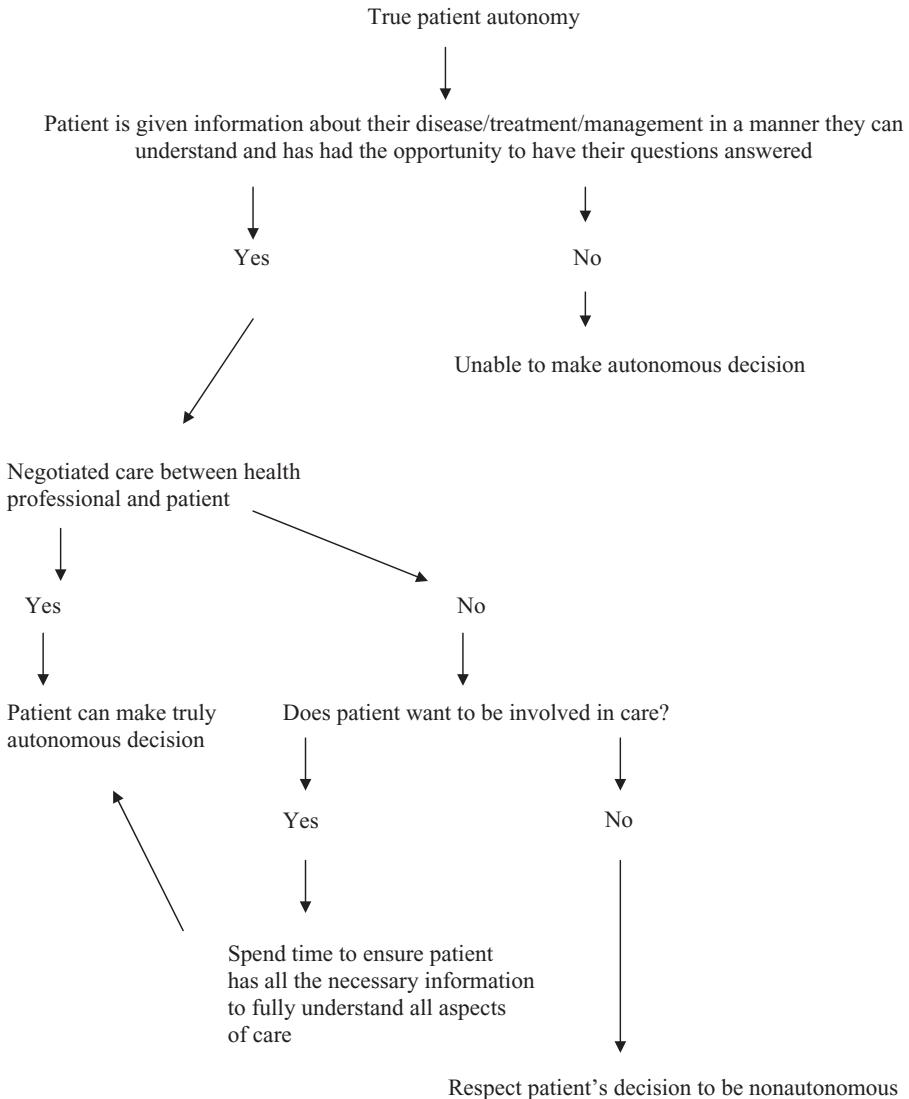 True patient autonomy
Patient is given information about their disease/treatment/management in a manner they can
understand and has had the opportunity to have their questions answered
Yes
No
Unable to make autonomous decision
Negotiated care between health
professional and patient
Yes
No
Patient can make truly
autonomous decision
Does patient want to be involved in care?
Yes
No
Spend time to ensure patient
has all the necessary information
to fully understand all aspects
of care
Respect patient’s decision to be nonautonomous